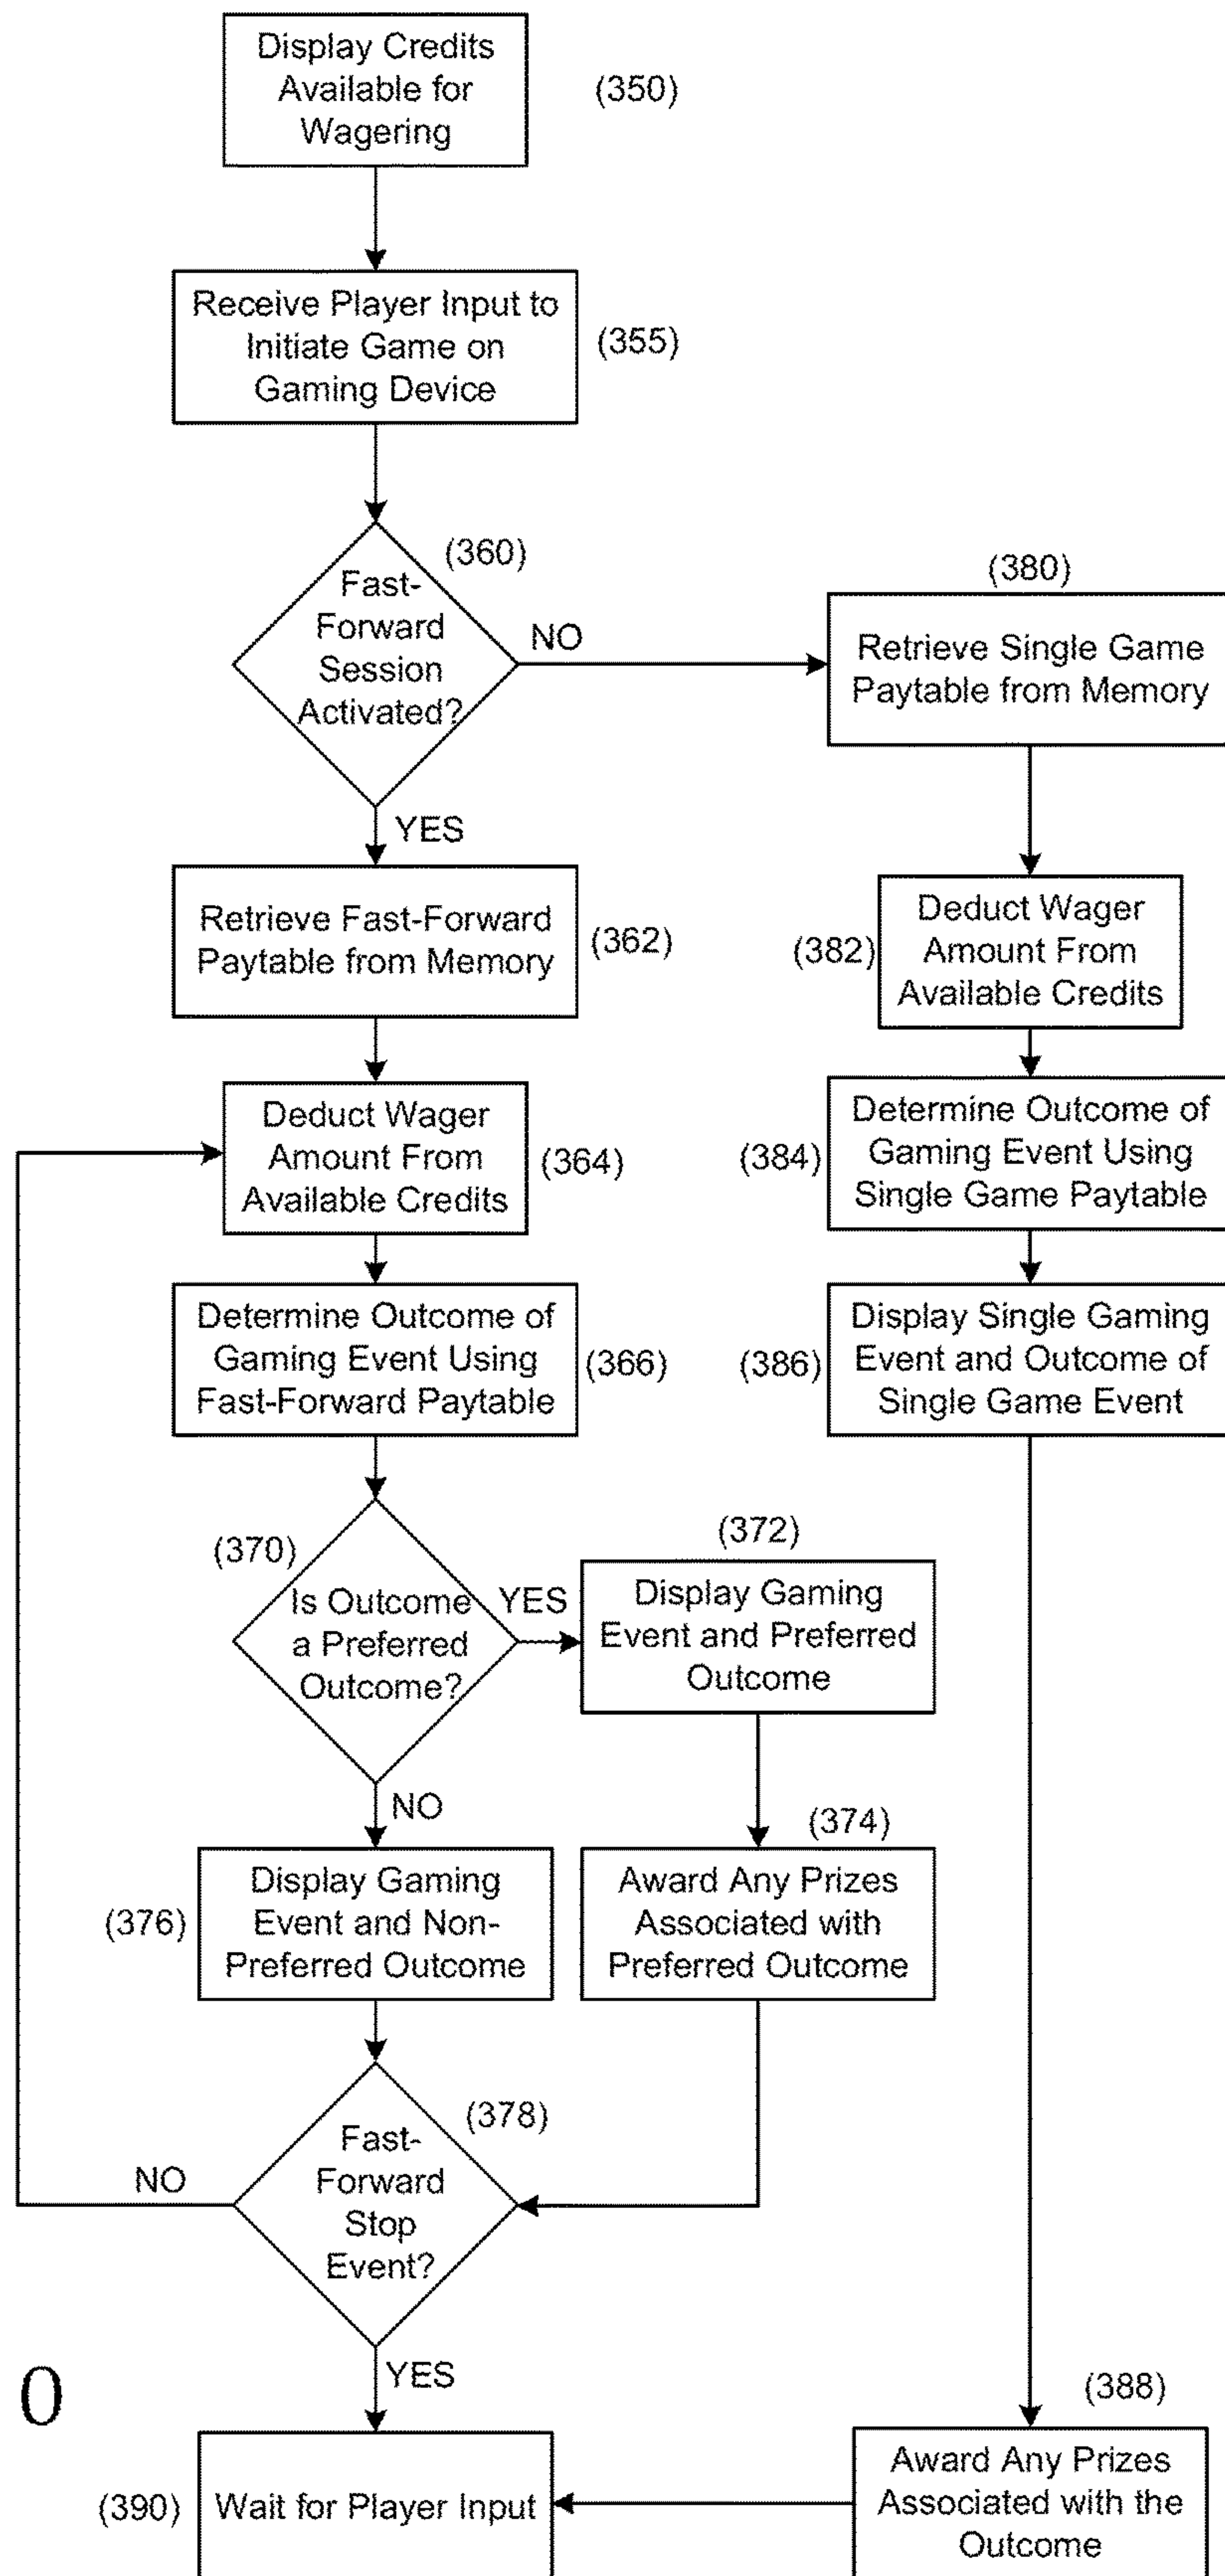 Display Credits
Available for
Wagering
(350)
Receive Player Input to
Initiate Game on
Gaming Device
(355)
(360)
Fast-
Forward
Session
Activated?
NO
YES
(380)
Retrieve Single Game
Paytable from Memory
Retrieve Fast-Forward
Paytable from Memory
(362)
(382)
Deduct Wager
Amount From
Available Credits
Deduct Wager
Amount From
Available Credits
(364)
(384)
Determine Outcome of
Gaming Event Using
Single Game Paytable
Determine Outcome of
Gaming Event Using
Fast-Forward Paytable
(366)
(386)
Display Single Gaming
Event and Outcome of
Single Game Event
(370)
Is Outcome
a Preferred
Outcome?
YES
NO
(372)
Display Gaming
Event and Preferred
Outcome
(374)
Award Any Prizes
Associated with
Preferred Outcome
(376)
Display Gaming
Event and Non-
Preferred Outcome
(378)
Fast-
Forward
Stop
Event?
NO
YES
0
(388)
Award Any Prizes
Associated with the
Outcome
(390)
Wait for Player Input